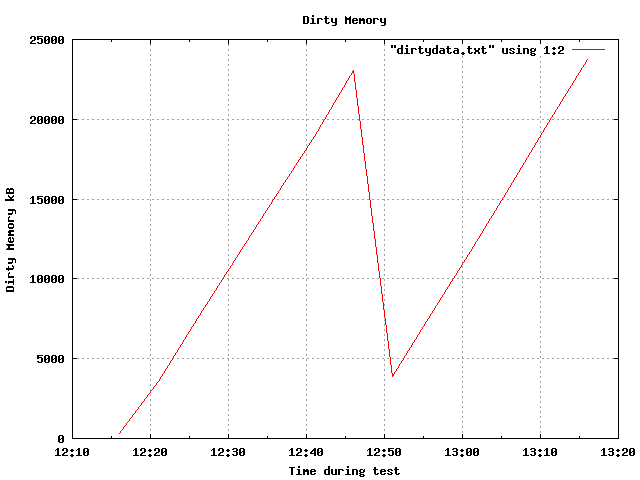 Dirty Memory
25000
"dirtydata.txt" using 1:2
20000
15000
Dirty Memory kB
10000
5000
0
12:10 12:20 12:30 12:40 12:50 13:00 13:10 13:20
Time during test